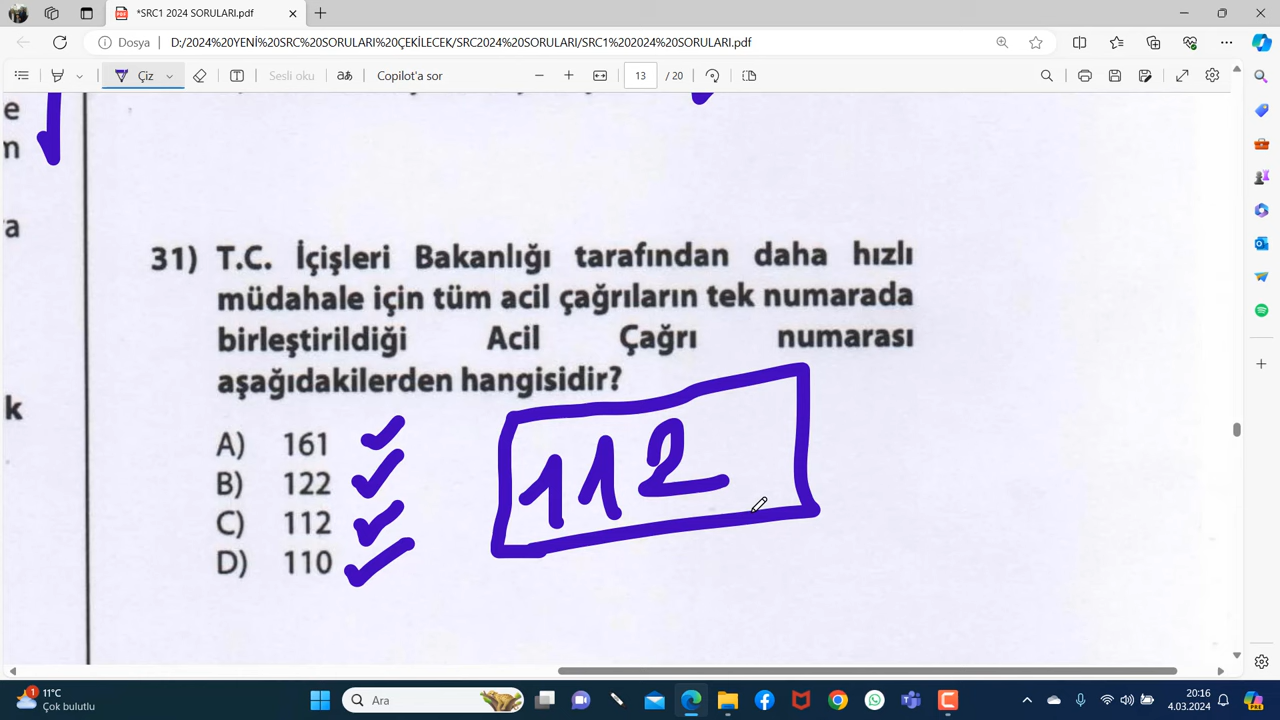 *SRC1 2024 SORULARI.pdf
Dosya
D:/2024%20YENİ%20SRC%20SORULARI%20ÇEKİLECEK/SRC2024%20SORULARI/SRC1%202024%20SORULARI.pdf
Çiz
Sesli oku
aあ
Copilot'a sor
13 / 20
e
m
a
k
31) T.C. İçişleri Bakanlığı tarafından daha hızlı
müdahale için tüm acil çağrıların tek numarada
birleştirildiği Acil Çağrı numarası
aşağıdakilerden hangisidir?
A) 161
B) 122
C) 112
D) 110
112
1
11°C
Çok bulutlu
Ara
20:16
4.03.2024